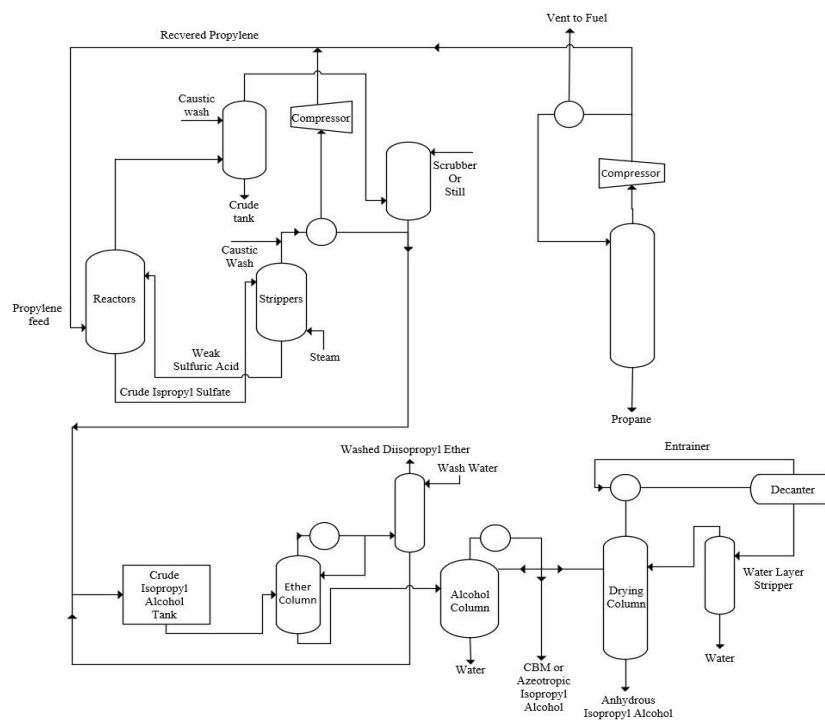 Vent to Fuel
Recvered Propylene
Caustic
wash
Compressor
Scrubber
Or
Still
Compressor
Crude
tank
Caustic
Wash
Reactors
Strippers
Propylene
feed
Weak
Sulfuric Acid
Steam
Crude Ispropyl Sulfate
Propane
Washed Diisopropyl Ether
Wash Water
Entrainer
Decanter
Crude
Isopropyl
Alcohol
Tank
Ether
Column
Alcohol
Column
Drying
Column
Water Layer
Stripper
Water
CBM or
Azeotropic
Isopropyl
Alcohol
Water
Anhydrous
Isopropyl Alcohol